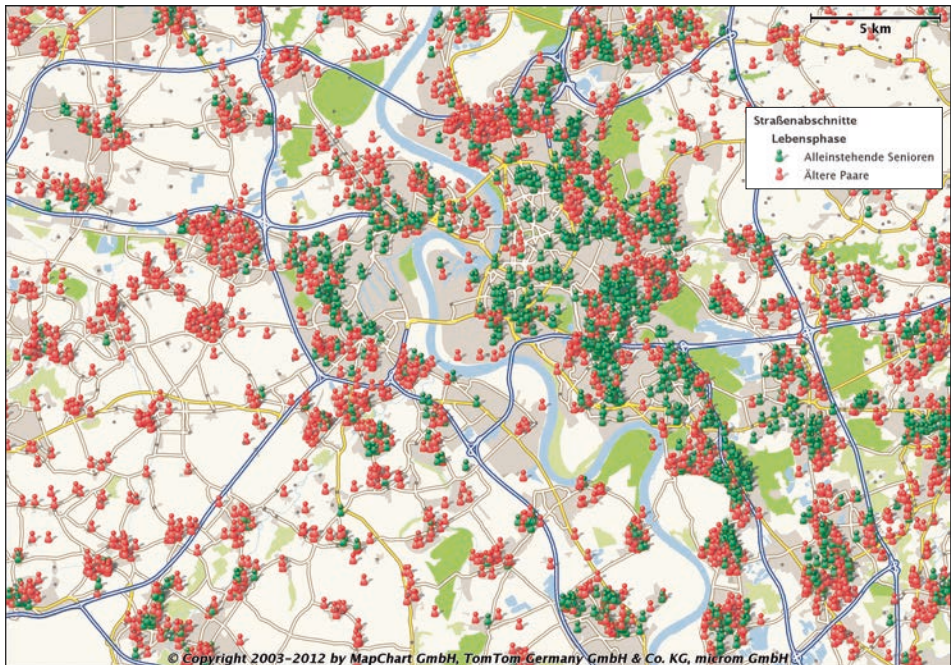 5 km
Straßenabschnitte
Lebensphase
Alleinstehende Senioren
Ältere Paare
© Copyright 2003–2012 by MapChart GmbH, TomTom Germany GmbH & Co. KG, microm GmbH